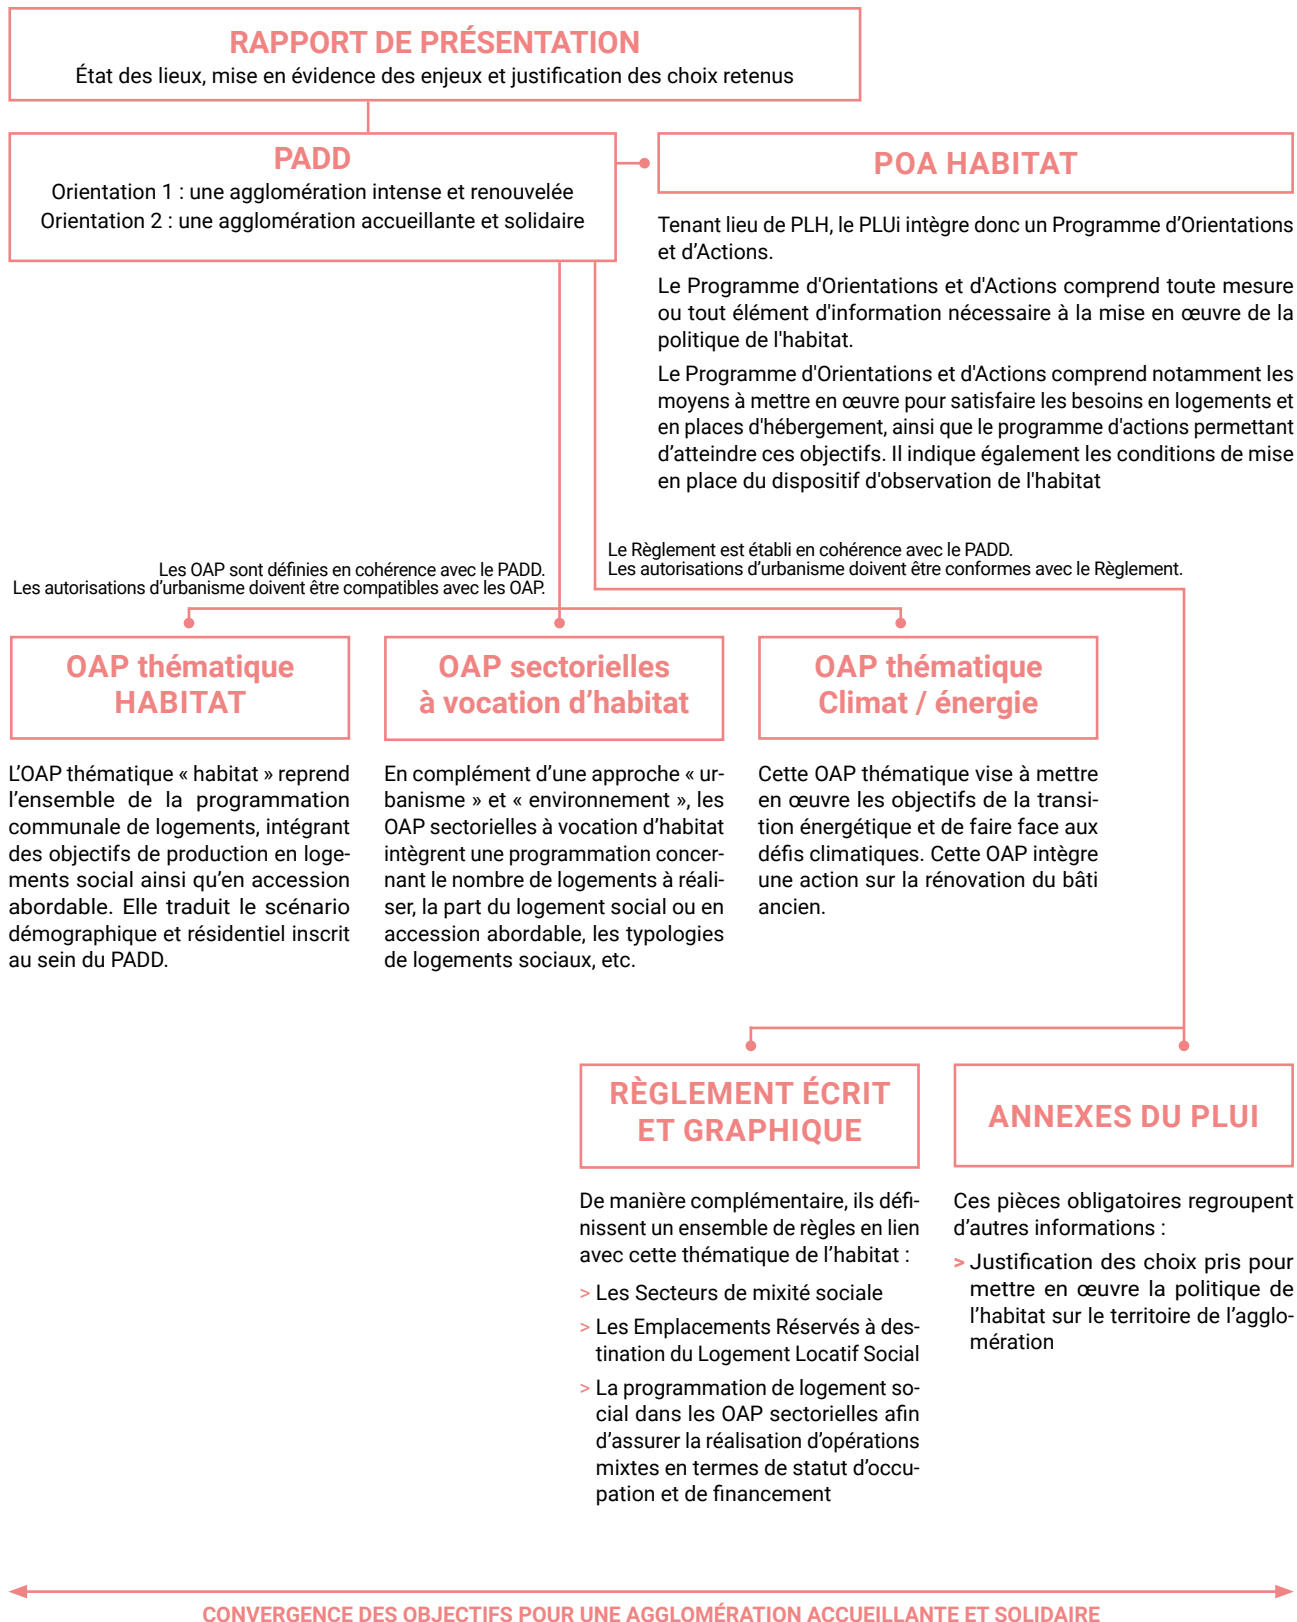 RAPPORT DE PRÉSENTATION
État des lieux, mise en évidence des enjeux et justification des choix retenus
PADD
Orientation 1 : une agglomération intense et renouvelée
Orientation 2 : une agglomération accueillante et solidaire
POA HABITAT
Tenant lieu de PLH, le PLUi intègre donc un Programme d’Orientations
et d’Actions.
Le Programme d'Orientations et d'Actions comprend toute mesure
ou tout élément d'information nécessaire à la mise en œuvre de la
politique de l'habitat.
Le Programme d'Orientations et d'Actions comprend notamment les
moyens à mettre en œuvre pour satisfaire les besoins en logements et
en places d'hébergement, ainsi que le programme d'actions permettant
d’atteindre ces objectifs. Il indique également les conditions de mise
en place du dispositif d'observation de l'habitat
Les OAP sont définies en cohérence avec le PADD.
Les autorisations d’urbanisme doivent être compatibles avec les OAP.
Le Règlement est établi en cohérence avec le PADD.
Les autorisations d’urbanisme doivent être conformes avec le Règlement.
OAP thématique
HABITAT
L’OAP thématique « habitat » reprend
l’ensemble de la programmation
communale de logements, intégrant
des objectifs de production en loge-
ments social ainsi qu’en accession
abordable. Elle traduit le scénario
démographique et résidentiel inscrit
au sein du PADD.
OAP sectorielles
à vocation d’habitat
En complément d’une approche « ur-
banisme » et « environnement », les
OAP sectorielles à vocation d’habitat
intègrent une programmation concer-
nant le nombre de logements à réali-
ser, la part du logement social ou en
accession abordable, les typologies
de logements sociaux, etc.
OAP thématique
Climat / énergie
Cette OAP thématique vise à mettre
en œuvre les objectifs de la transi-
tion énergétique et de faire face aux
défis climatiques. Cette OAP intègre
une action sur la rénovation du bâti
ancien.
RÈGLEMENT ÉCRIT
ET GRAPHIQUE
De manière complémentaire, ils défi-
nissent un ensemble de règles en lien
avec cette thématique de l’habitat :
> Les Secteurs de mixité sociale
> Les Emplacements Réservés à des-
tination du Logement Locatif Social
> La programmation de logement so-
cial dans les OAP sectorielles afin
d’assurer la réalisation d’opérations
mixtes en termes de statut d’occu-
pation et de financement
ANNEXES DU PLUI
Ces pièces obligatoires regroupent
d’autres informations :
> Justification des choix pris pour
mettre en œuvre la politique de
l’habitat sur le territoire de l’agglo-
mération
CONVERGENCE DES OBJECTIFS POUR UNE AGGLOMÉRATION ACCUEILLANTE ET SOLIDAIRE